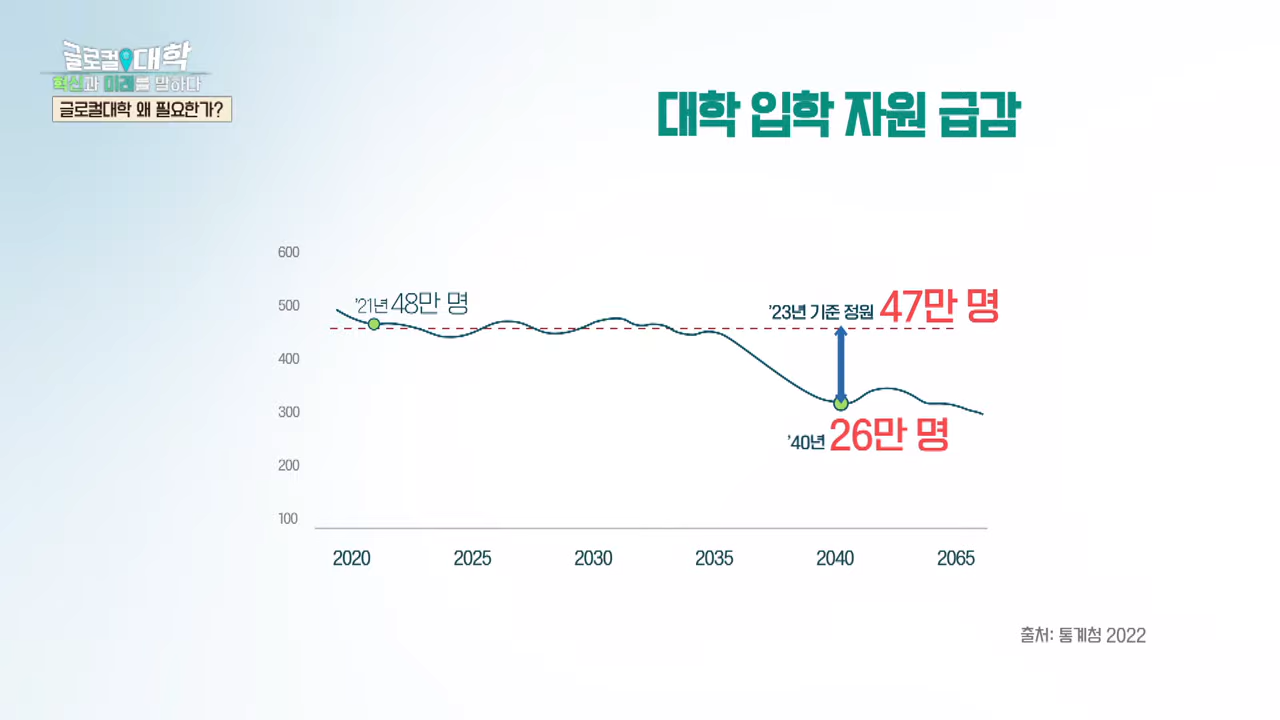 글로컬대학
혁신과 미래를 말하다
글로컬대학 왜 필요한가?
대학 입학 자원 급감
600
500
400
300
200
100
'21년 48만 명
'23년 기준 정원 47만 명
'40년 26만 명
2020 2025 2030 2035 2040 2065
출처: 통계청 2022